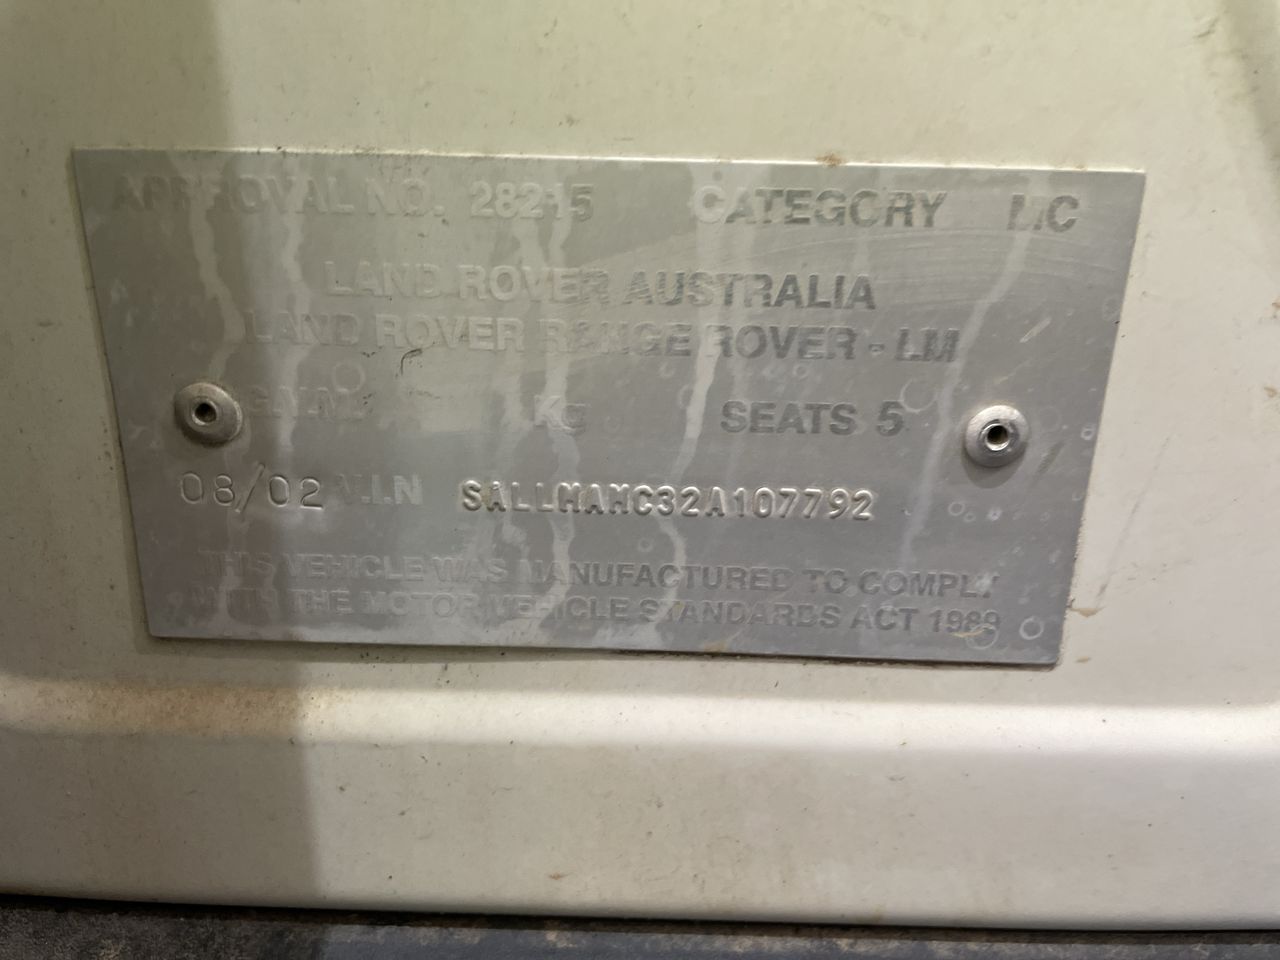 APPROVAL NO. 28215 CATEGORY MC
LAND ROVER AUSTRALIA
LAND ROVER RANGE ROVER - LM
G.V.M. Kg SEATS 5
08/02 V.I.N SALLMAMC32A107792
THIS VEHICLE WAS MANUFACTURED TO COMPLY
WITH THE MOTOR VEHICLE STANDARDS ACT 1989